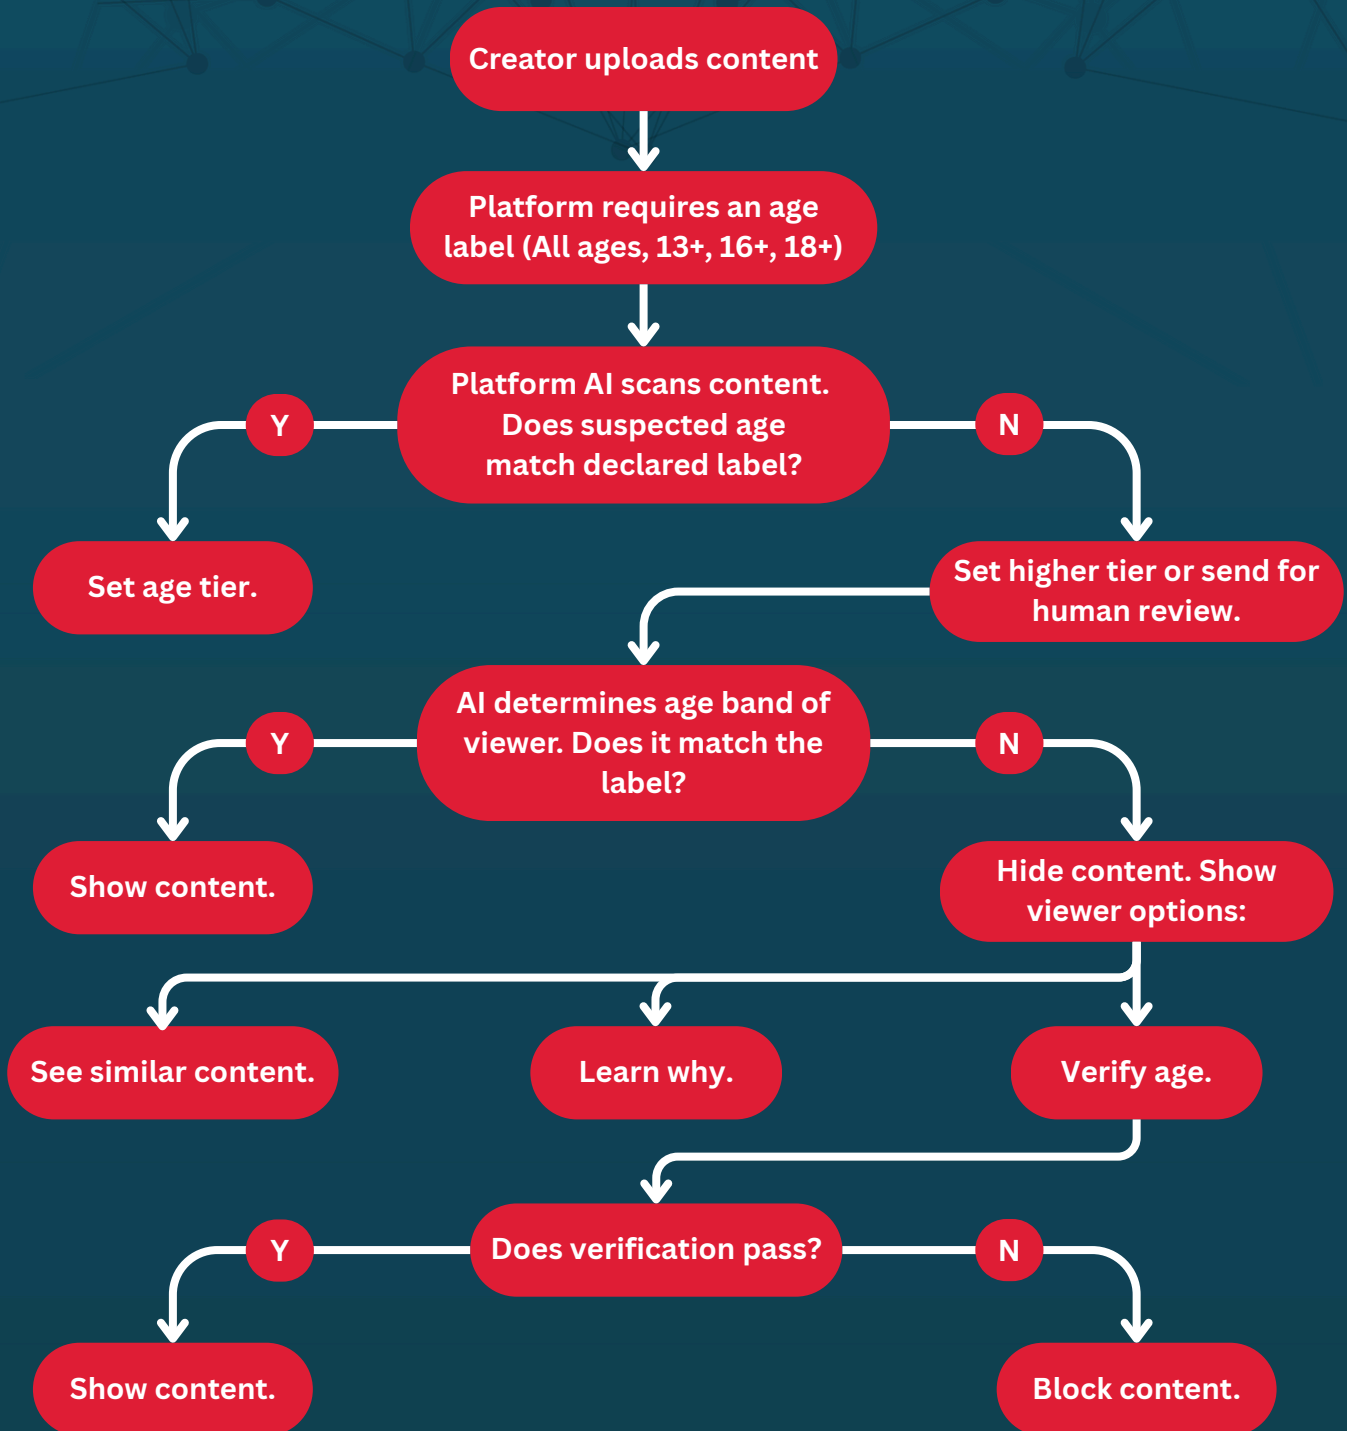 Creator uploads content
Platform requires an age
label (All ages, 13+, 16+, 18+)
Platform AI scans content.
Does suspected age
match declared label?
Y
N
Set age tier.
Set higher tier or send for
human review.
AI determines age band of
viewer. Does it match the
label?
Y
N
Show content.
Hide content. Show
viewer options:
See similar content.
Learn why.
Verify age.
Does verification pass?
Y
N
Show content.
Block content.